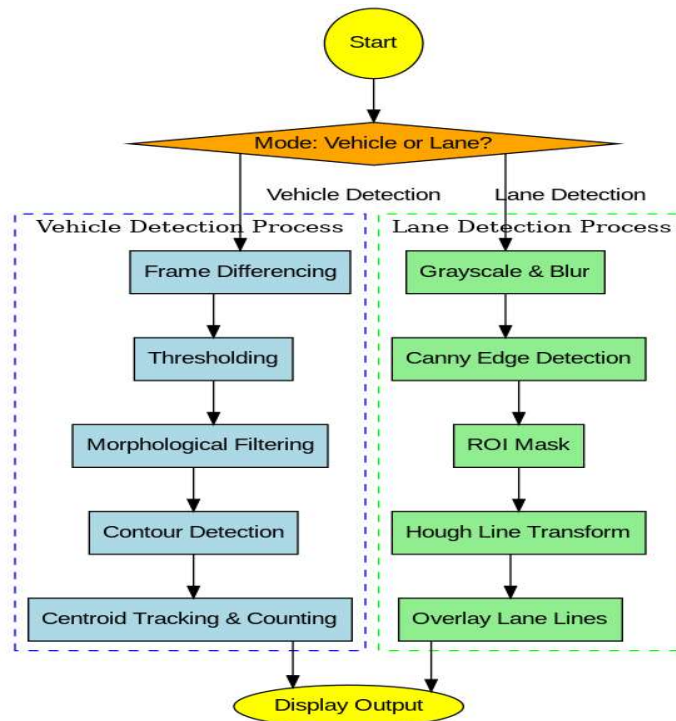 Start
Mode: Vehicle or Lane?
Vehicle Detection
Lane Detection
Vehicle Detection Process
Frame Differencing
Thresholding
Morphological Filtering
Contour Detection
Centroid Tracking & Counting
Lane Detection Process
Grayscale & Blur
Canny Edge Detection
ROI Mask
Hough Line Transform
Overlay Lane Lines
Display Output